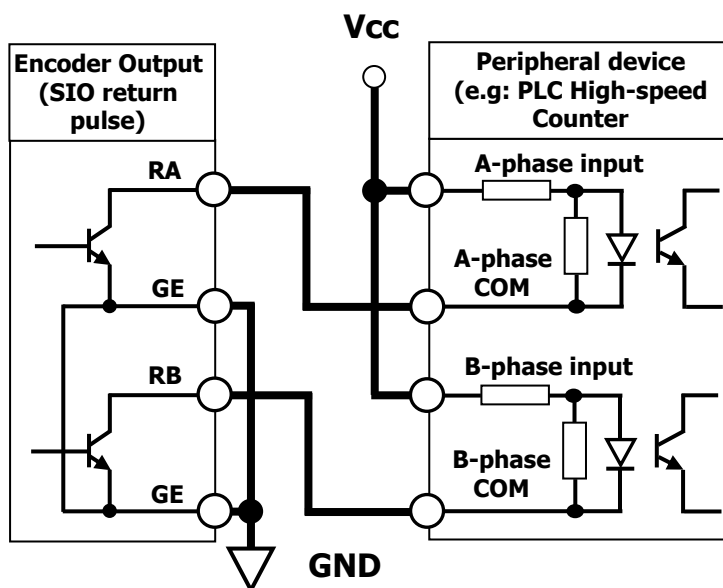 Vcc
Encoder Output
(SIO return
pulse)
Peripheral device
(e.g: PLC High-speed
Counter
RA
A-phase input
A-phase
COM
GE
RB
B-phase input
B-phase
COM
GE
GND